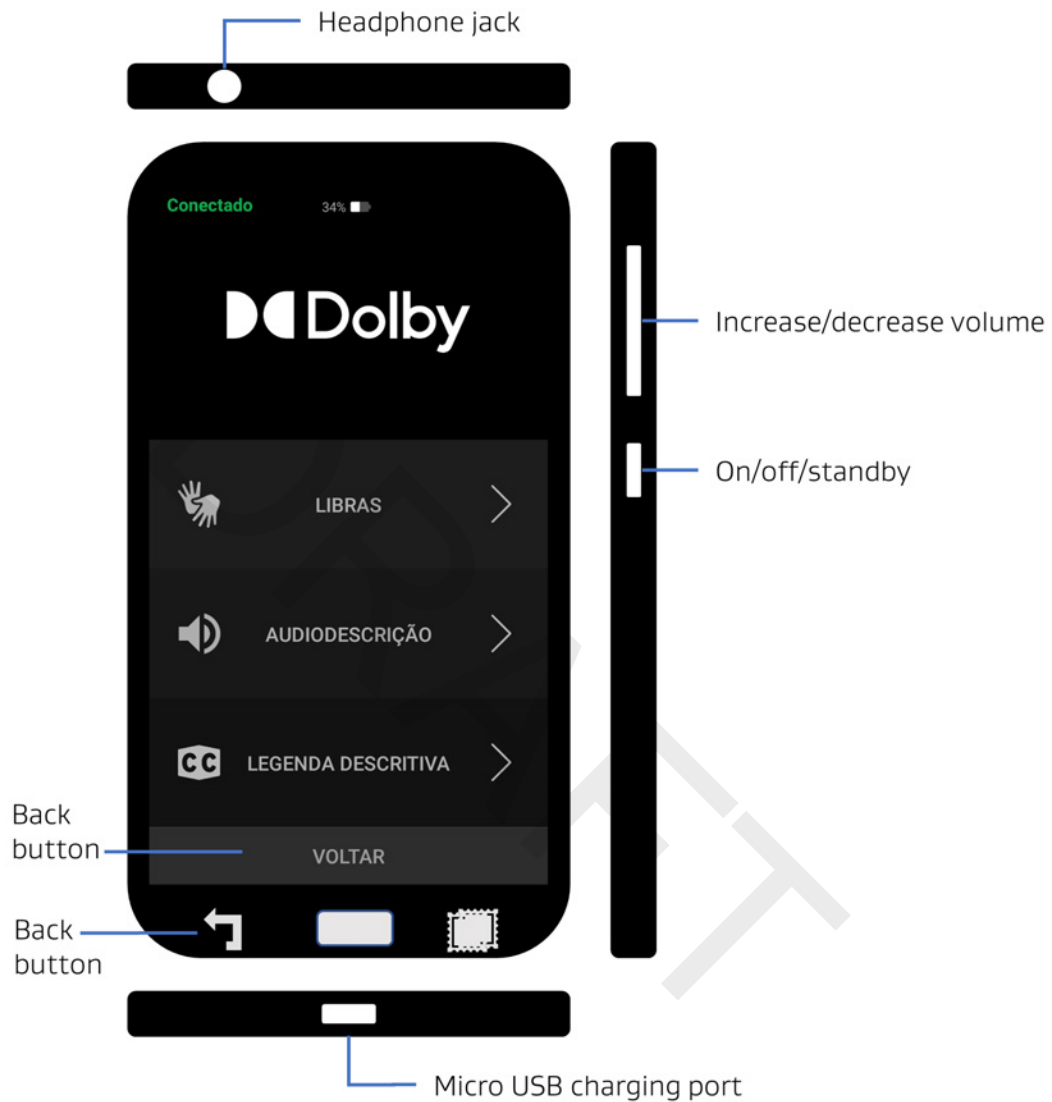 Headphone jack
Conectado
34%
Dolby
Increase/decrease volume
On/off/standby
LIBRAS
AUDIODESCRIÇÃO
CC
LEGENDA DESCRITIVA
Back
button
VOLTAR
Back
button
Micro USB charging port
DRAFT